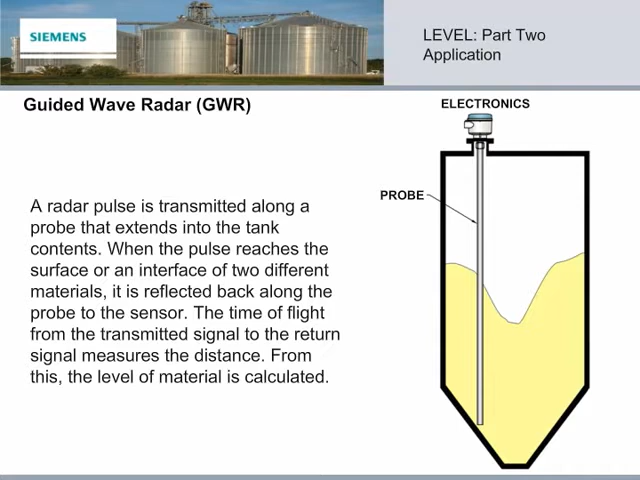 SIEMENS
LEVEL: Part Two
Application
Guided Wave Radar (GWR)
ELECTRONICS
PROBE
A radar pulse is transmitted along a
probe that extends into the tank
contents. When the pulse reaches the
surface or an interface of two different
materials, it is reflected back along the
probe to the sensor. The time of flight
from the transmitted signal to the return
signal measures the distance. From
this, the level of material is calculated.